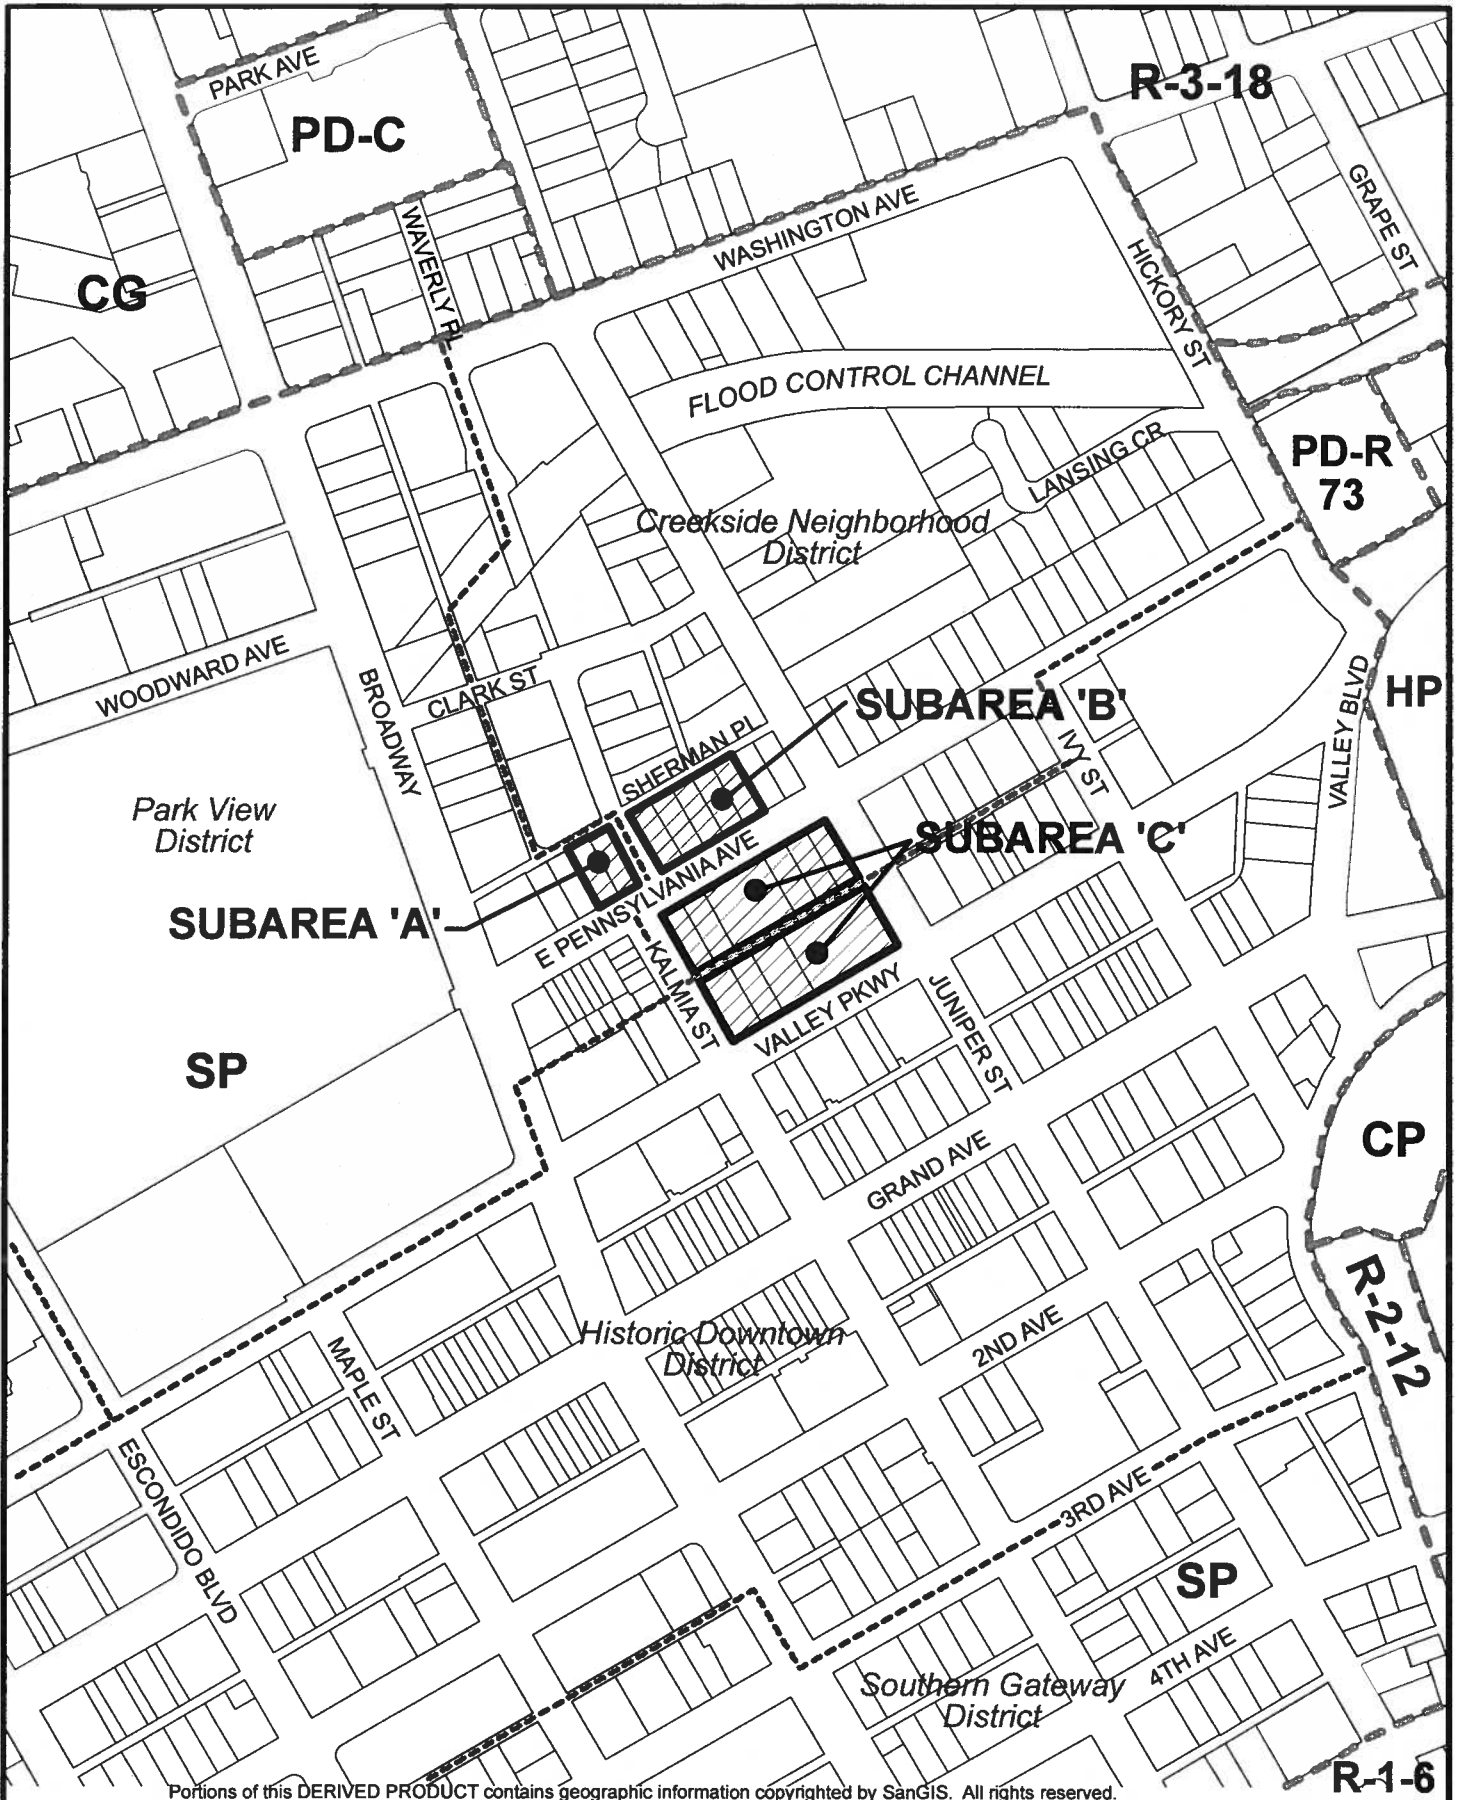 PARK AVE
R-3-18
PD-C
GRAPE ST
WAVERLY PL
WASHINGTON AVE
HICKORY ST
CG
FLOOD CONTROL CHANNEL
LANSING CR
PD-R
73
Creekside Neighborhood
District
WOODWARD AVE
BROADWAY
CLARK ST
SUBAREA 'B'
VALLEY BLVD
HP
SHERMAN PL
IVY ST
Park View
District
SUBAREA 'C'
SUBAREA 'A'
E PENNSYLVANIA AVE
KALMIA ST
VALLEY PKWY
JUNIPER ST
SP
CP
GRAND AVE
R-2-12
Historic Downtown
District
2ND AVE
MAPLE ST
ESCONDIDO BLVD
3RD AVE
SP
4TH AVE
Southern Gateway
District
R-1-6
Portions of this DERIVED PRODUCT contains geographic information copyrighted by SanGIS. All rights reserved.